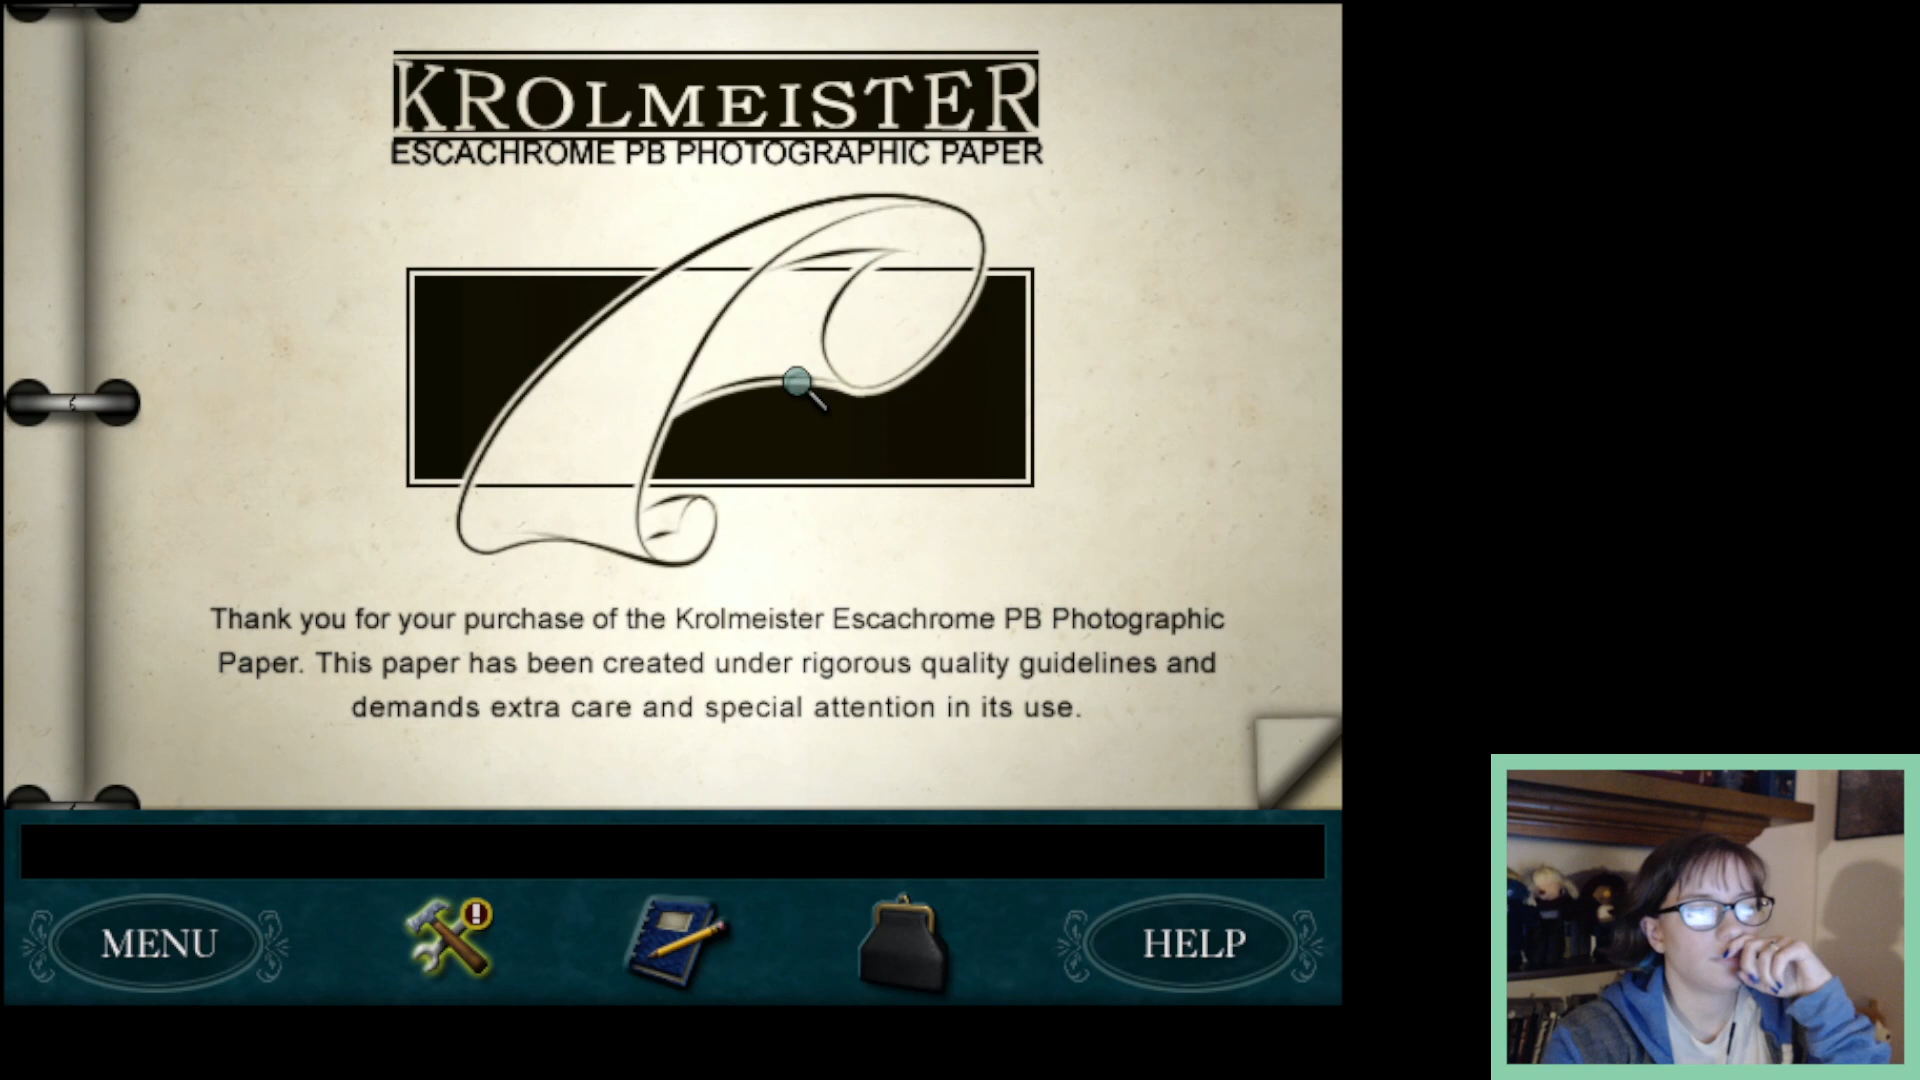 KROLMEISTER
ESCACHROME PB PHOTOGRAPHIC PAPER
Thank you for your purchase of the Krolmeister Escachrome PB Photographic
Paper. This paper has been created under rigorous quality guidelines and
demands extra care and special attention in its use.
MENU
HELP